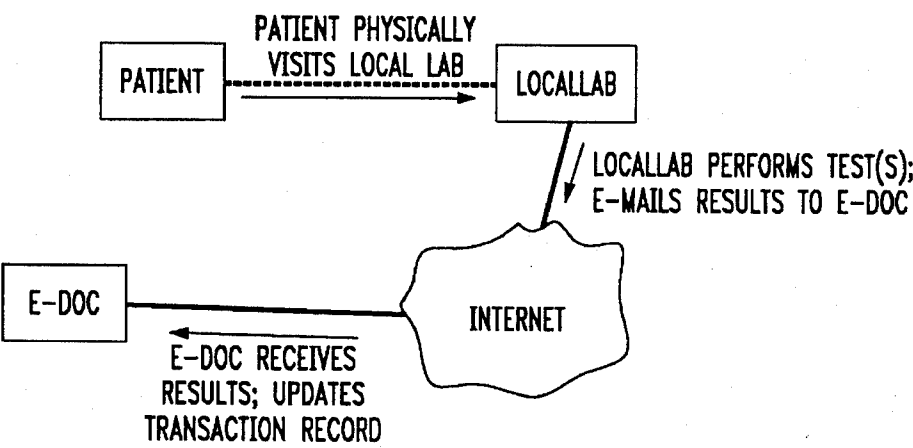 PATIENT PHYSICALLY
VISITS LOCAL LAB
PATIENT
LOCALLAB
LOCALLAB PERFORMS TEST(S);
E-MAILS RESULTS TO E-DOC
E-DOC
INTERNET
E-DOC RECEIVES
RESULTS; UPDATES
TRANSACTION RECORD